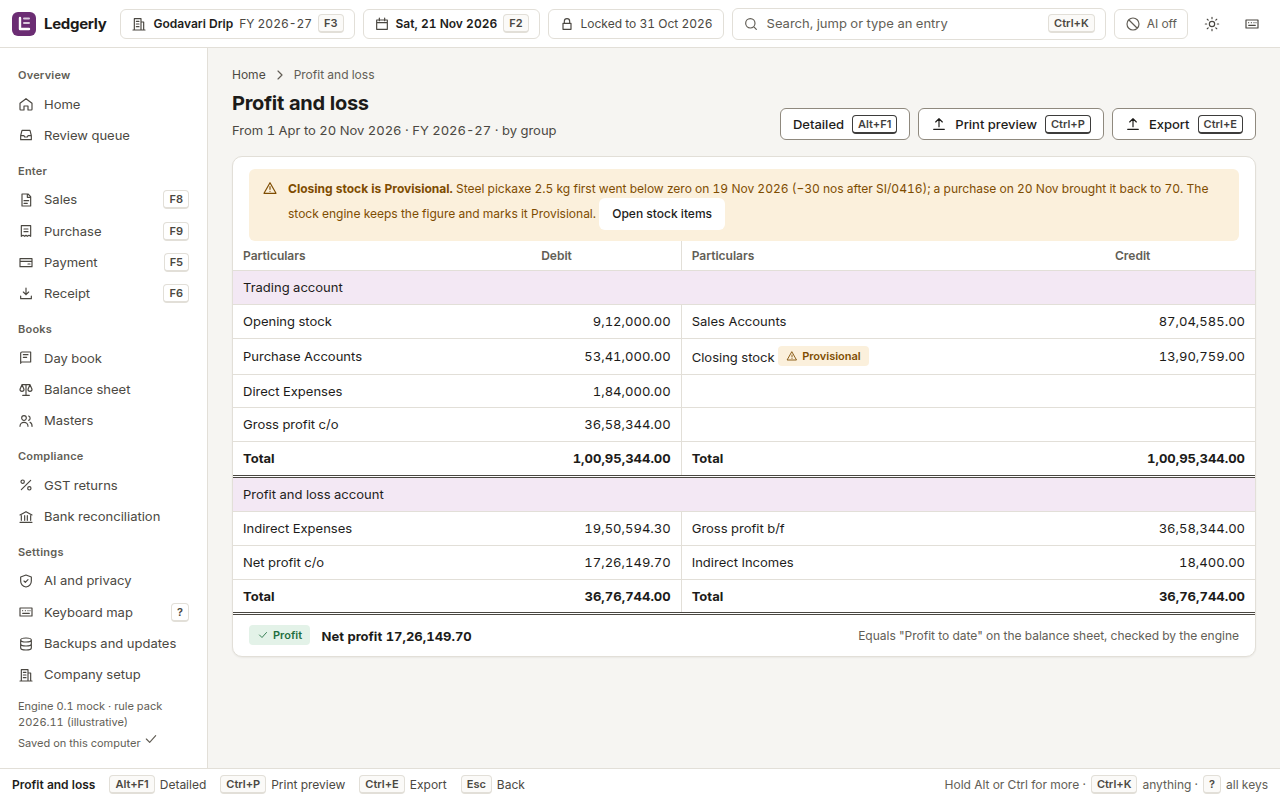 Ledgerly
Godavari Drip FY 2026-27 F3
Sat, 21 Nov 2026 F2
Locked to 31 Oct 2026
Search, jump or type an entry Ctrl+K
AI off
Overview
Home
Review queue
Enter
Sales F8
Purchase F9
Payment F5
Receipt F6
Books
Day book
Balance sheet
Masters
Compliance
GST returns
Bank reconciliation
Settings
AI and privacy
Keyboard map ?
Backups and updates
Company setup
Engine 0.1 mock · rule pack
2026.11 (illustrative)
Saved on this computer
Home > Profit and loss
Profit and loss
From 1 Apr to 20 Nov 2026 · FY 2026-27 · by group
Detailed Alt+F1
Print preview Ctrl+P
Export Ctrl+E
Closing stock is Provisional. Steel pickaxe 2.5 kg first went below zero on 19 Nov 2026 (−30 nos after SI/0416); a purchase on 20 Nov brought it back to 70. The
stock engine keeps the figure and marks it Provisional. Open stock items
Particulars Debit Particulars Credit
Trading account
Opening stock 9,12,000.00 Sales Accounts 87,04,585.00
Purchase Accounts 53,41,000.00 Closing stock Provisional 13,90,759.00
Direct Expenses 1,84,000.00
Gross profit c/o 36,58,344.00
Total 1,00,95,344.00 Total 1,00,95,344.00
Profit and loss account
Indirect Expenses 19,50,594.30 Gross profit b/f 36,58,344.00
Net profit c/o 17,26,149.70 Indirect Incomes 18,400.00
Total 36,76,744.00 Total 36,76,744.00
Profit Net profit 17,26,149.70 Equals "Profit to date" on the balance sheet, checked by the engine
Profit and loss Alt+F1 Detailed Ctrl+P Print preview Ctrl+E Export Esc Back
Hold Alt or Ctrl for more · Ctrl+K anything · ? all keys